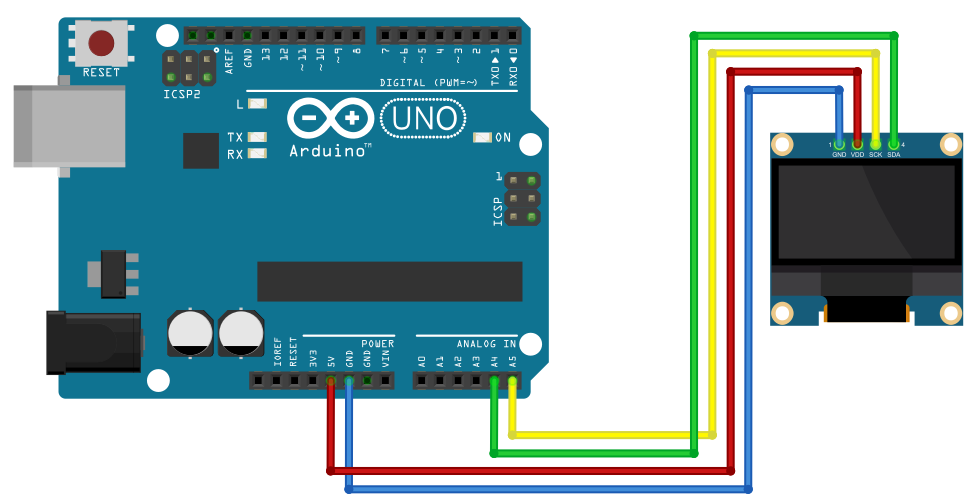 RESET
ICSP2
AREF
GND
13
12
~11
~10
~9
8
7
~6
~5
4
~3
2
TX0▶1
RX0◀0
DIGITAL (PWM=~)
L
TX
RX
UNO
ON
Arduino™
1
ICSP
POWER
ANALOG IN
IOREF
RESET
3V3
5V
GND
GND
VIN
A0
A1
A2
A3
A4
A5
1
4
GND
VDD
SCK
SDA